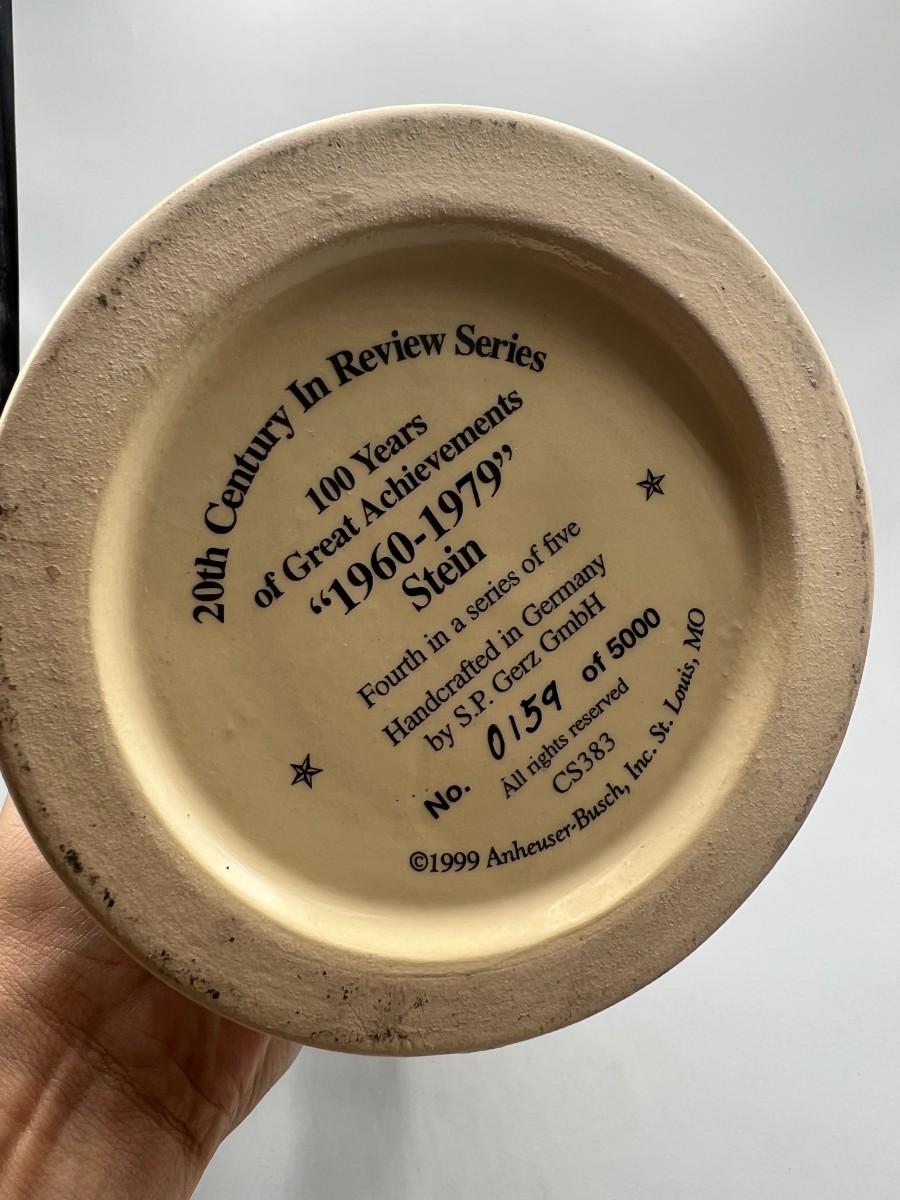 20th Century In Review Series
100 Years
of Great Achievements
“1960-1979”
Stein
Fourth in a series of five
Handcrafted in Germany
by S.P. Gerz GmbH
No. 0159 of 5000
All rights reserved
CS383
©1999 Anheuser-Busch, Inc. St. Louis, MO